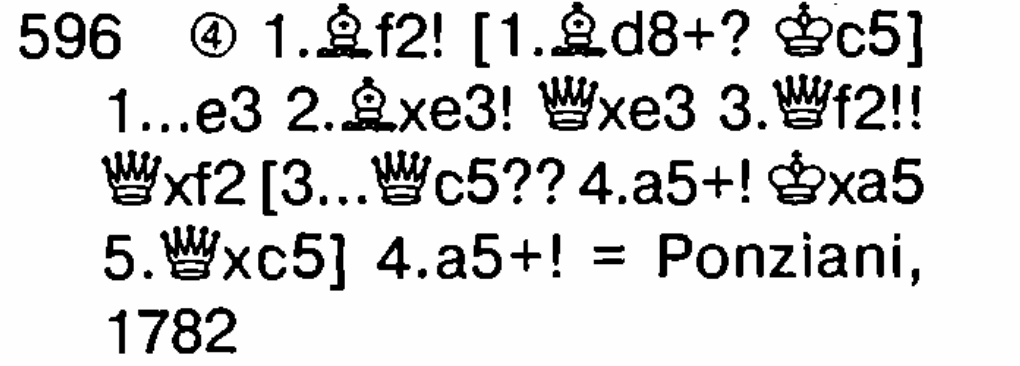 596 ④ 1.♗f2! [1.♗d8+? ♔c5]
1...e3 2.♗xe3! ♕xe3 3.♕f2!!
♕xf2 [3...♕c5?? 4.a5+! ♔xa5
5.♕xc5] 4.a5+! = Ponziani,
1782